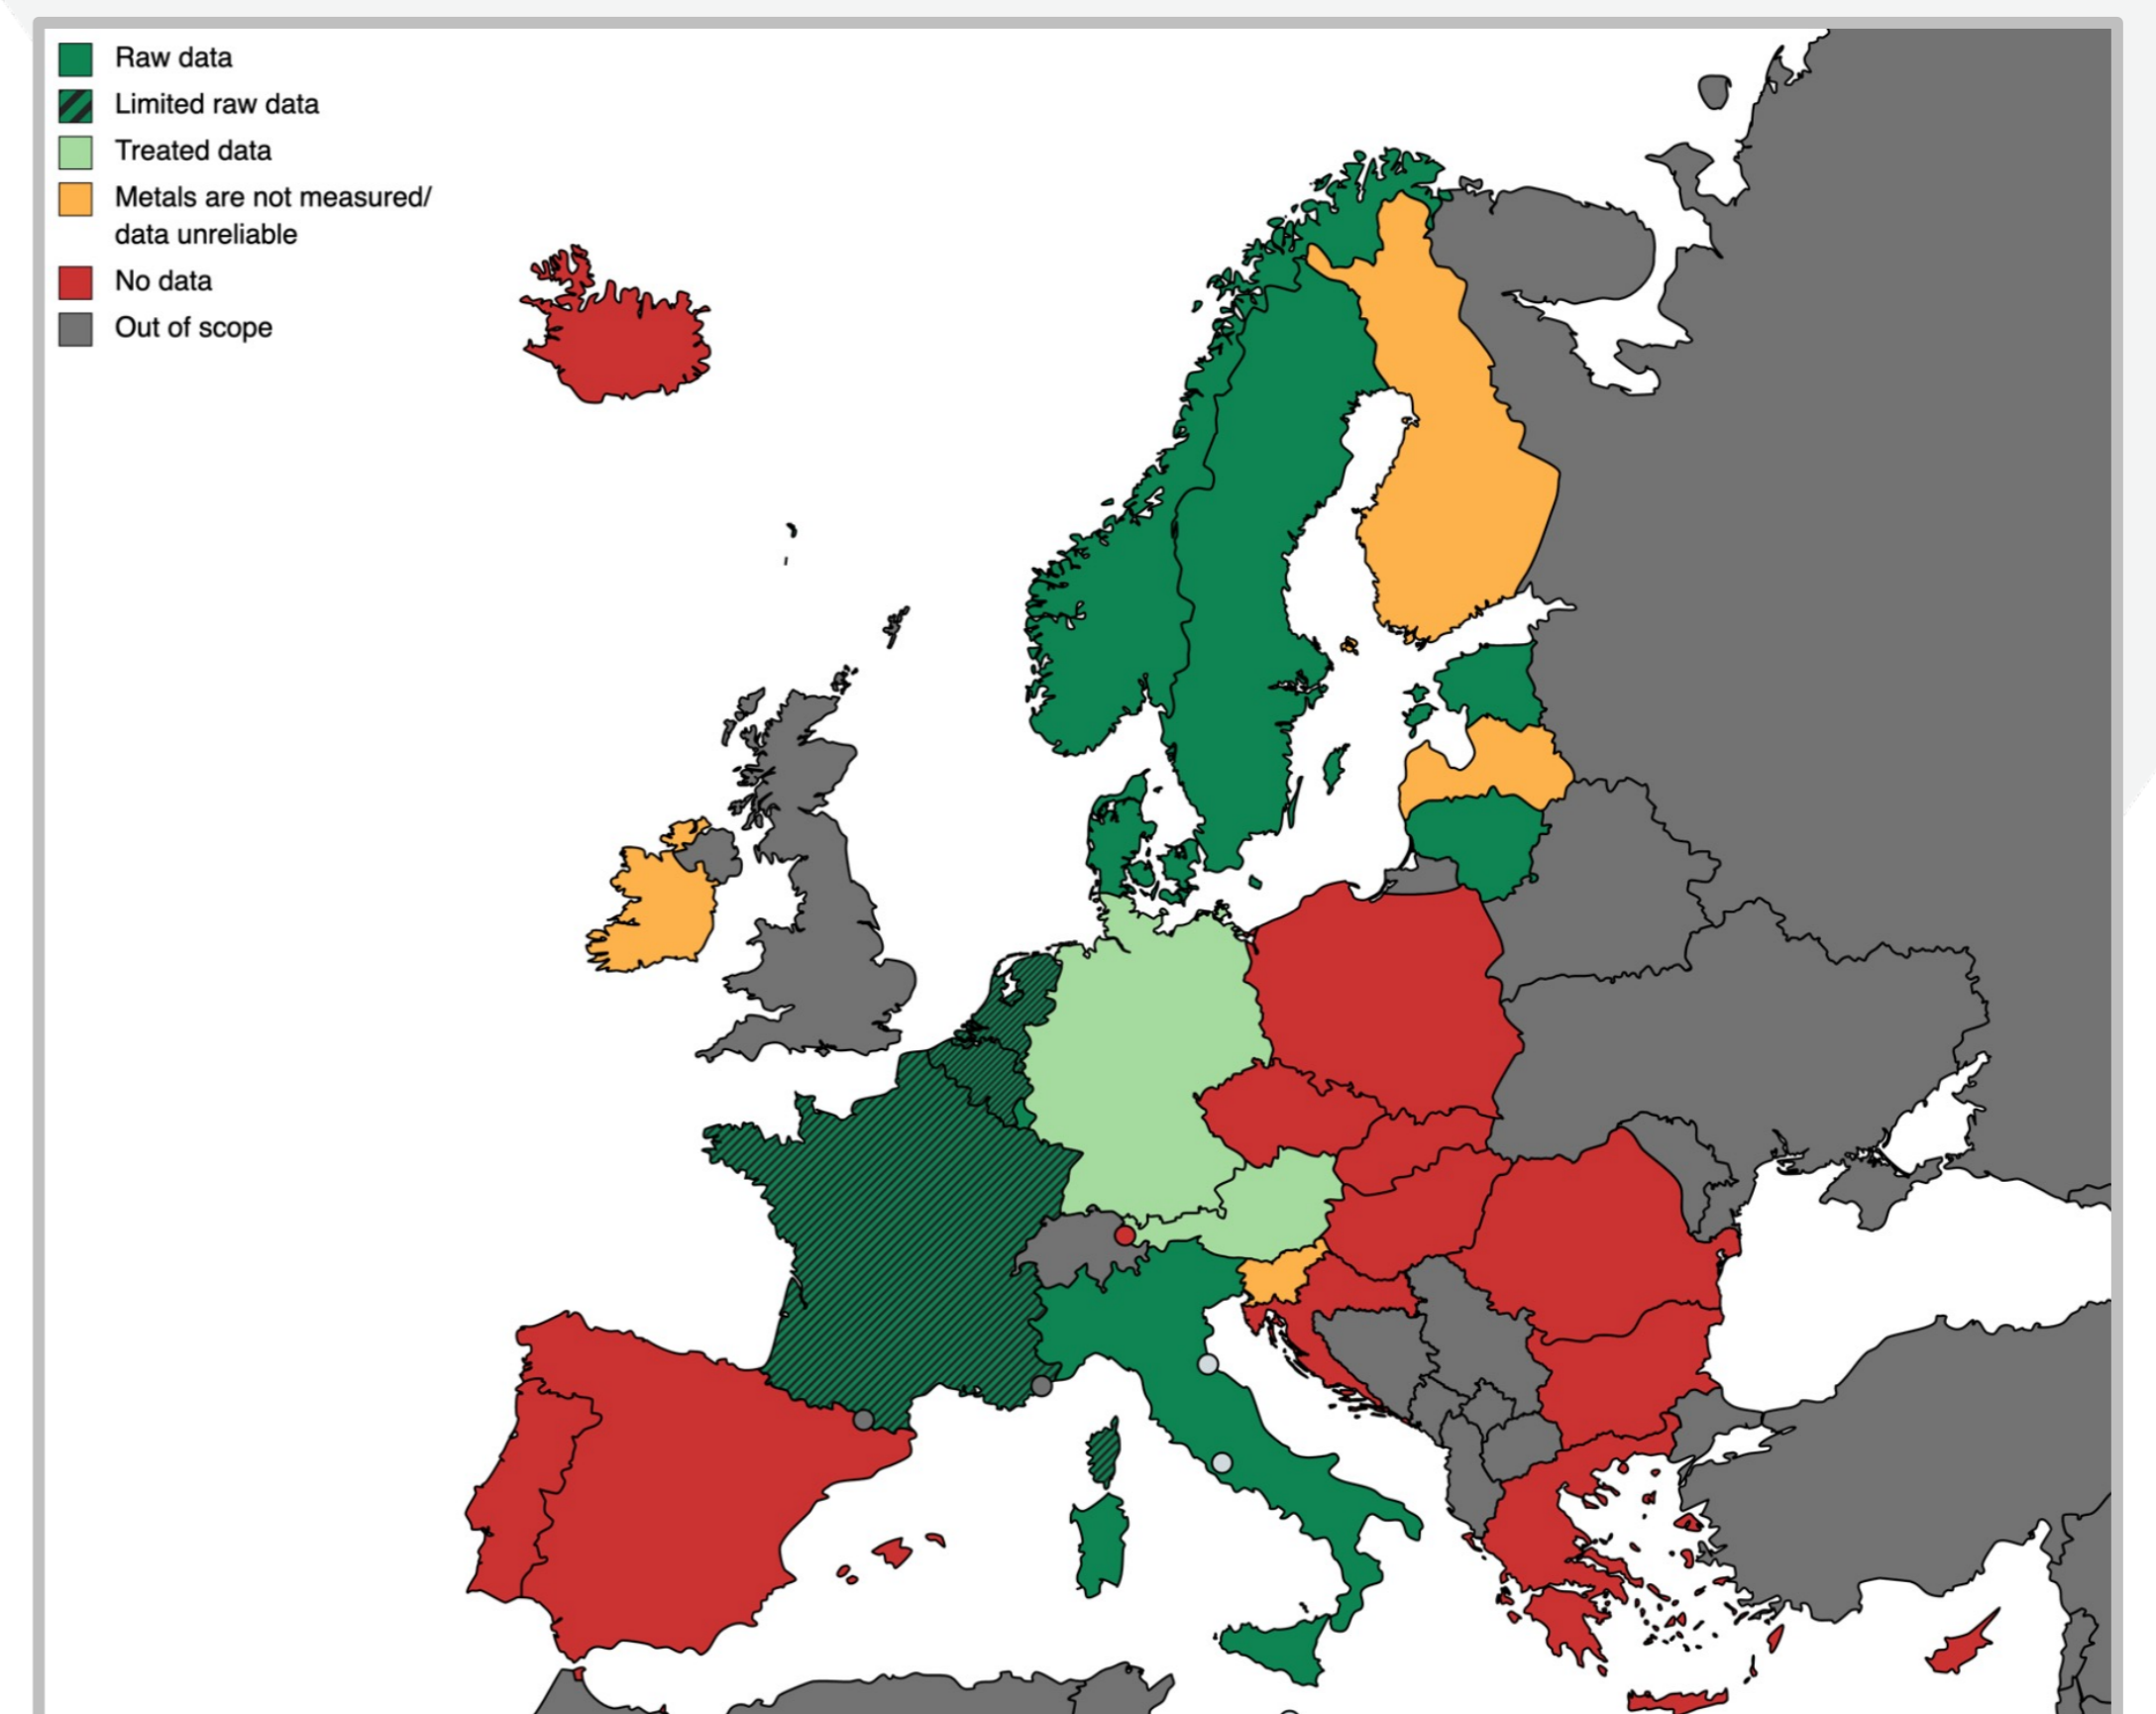 Raw data
Limited raw data
Treated data
Metals are not measured/
data unreliable
No data
Out of scope